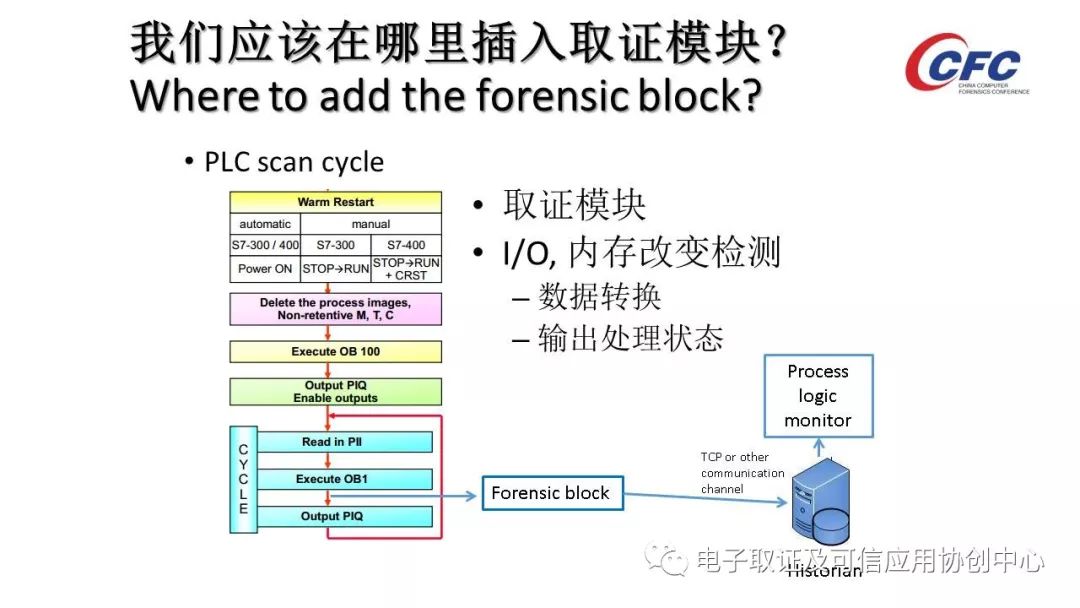 我们应该在哪里插入取证模块？
Where to add the forensic block?
CFC
CHINA COMPUTER
FORENSICS CONFERENCE
• PLC scan cycle
Warm Restart
automatic manual
S7-300 / 400 S7-300 S7-400
Power ON STOP→RUN STOP→RUN
+ CRST
Delete the process images,
Non-retentive M, T, C
Execute OB 100
Output PIQ
Enable outputs
CYCLE
Read in PII
Execute OB1
Output PIQ
• 取证模块
• I/O, 内存改变检测
– 数据转换
– 输出处理状态
Forensic block
TCP or other
communication
channel
Process
logic
monitor
Historian
电子取证及可信应用协创中心